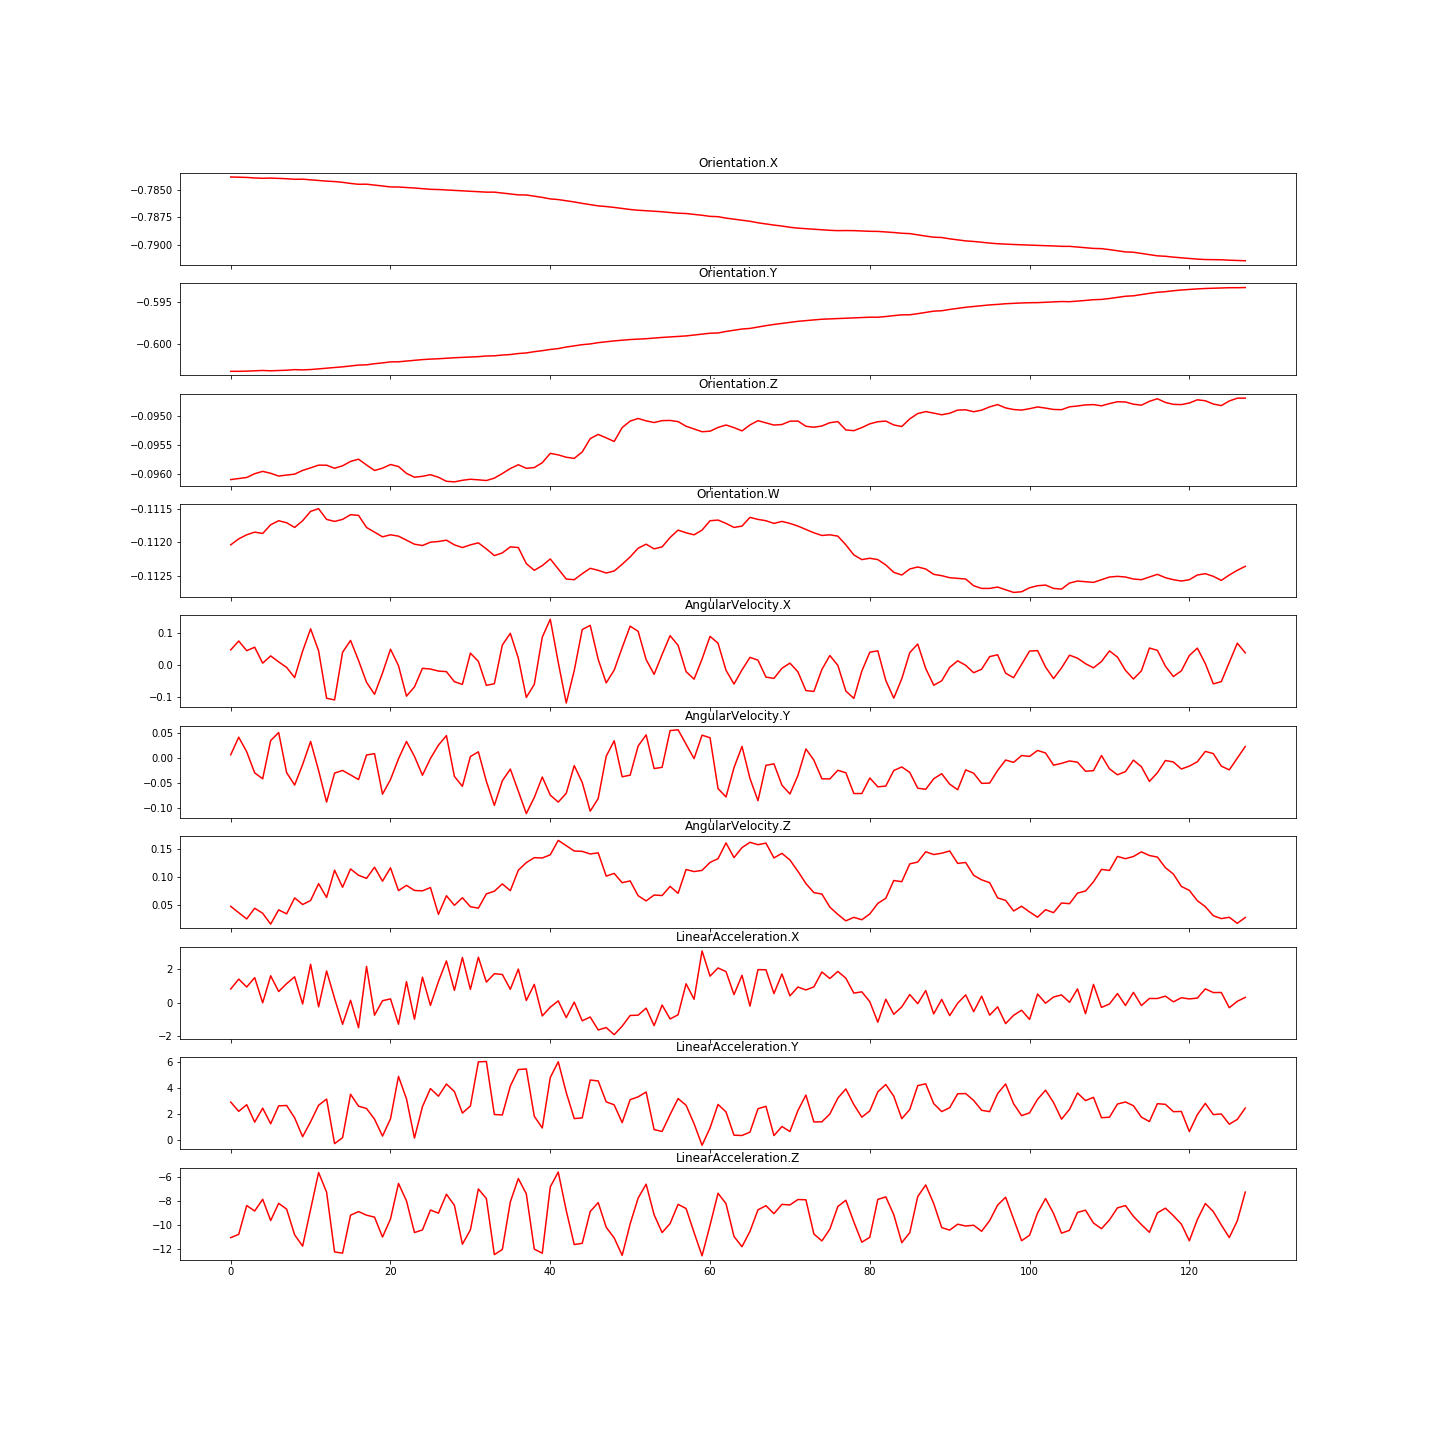 Orientation.X
−0.7850
−0.7875
−0.7900
Orientation.Y
−0.595
−0.600
Orientation.Z
−0.0950
−0.0955
−0.0960
Orientation.W
−0.1115
−0.1120
−0.1125
AngularVelocity.X
0.1
0.0
−0.1
AngularVelocity.Y
0.05
0.00
−0.05
−0.10
AngularVelocity.Z
0.15
0.10
0.05
LinearAcceleration.X
2
0
−2
LinearAcceleration.Y
6
4
2
0
LinearAcceleration.Z
−6
−8
−10
−12
0 20 40 60 80 100 120